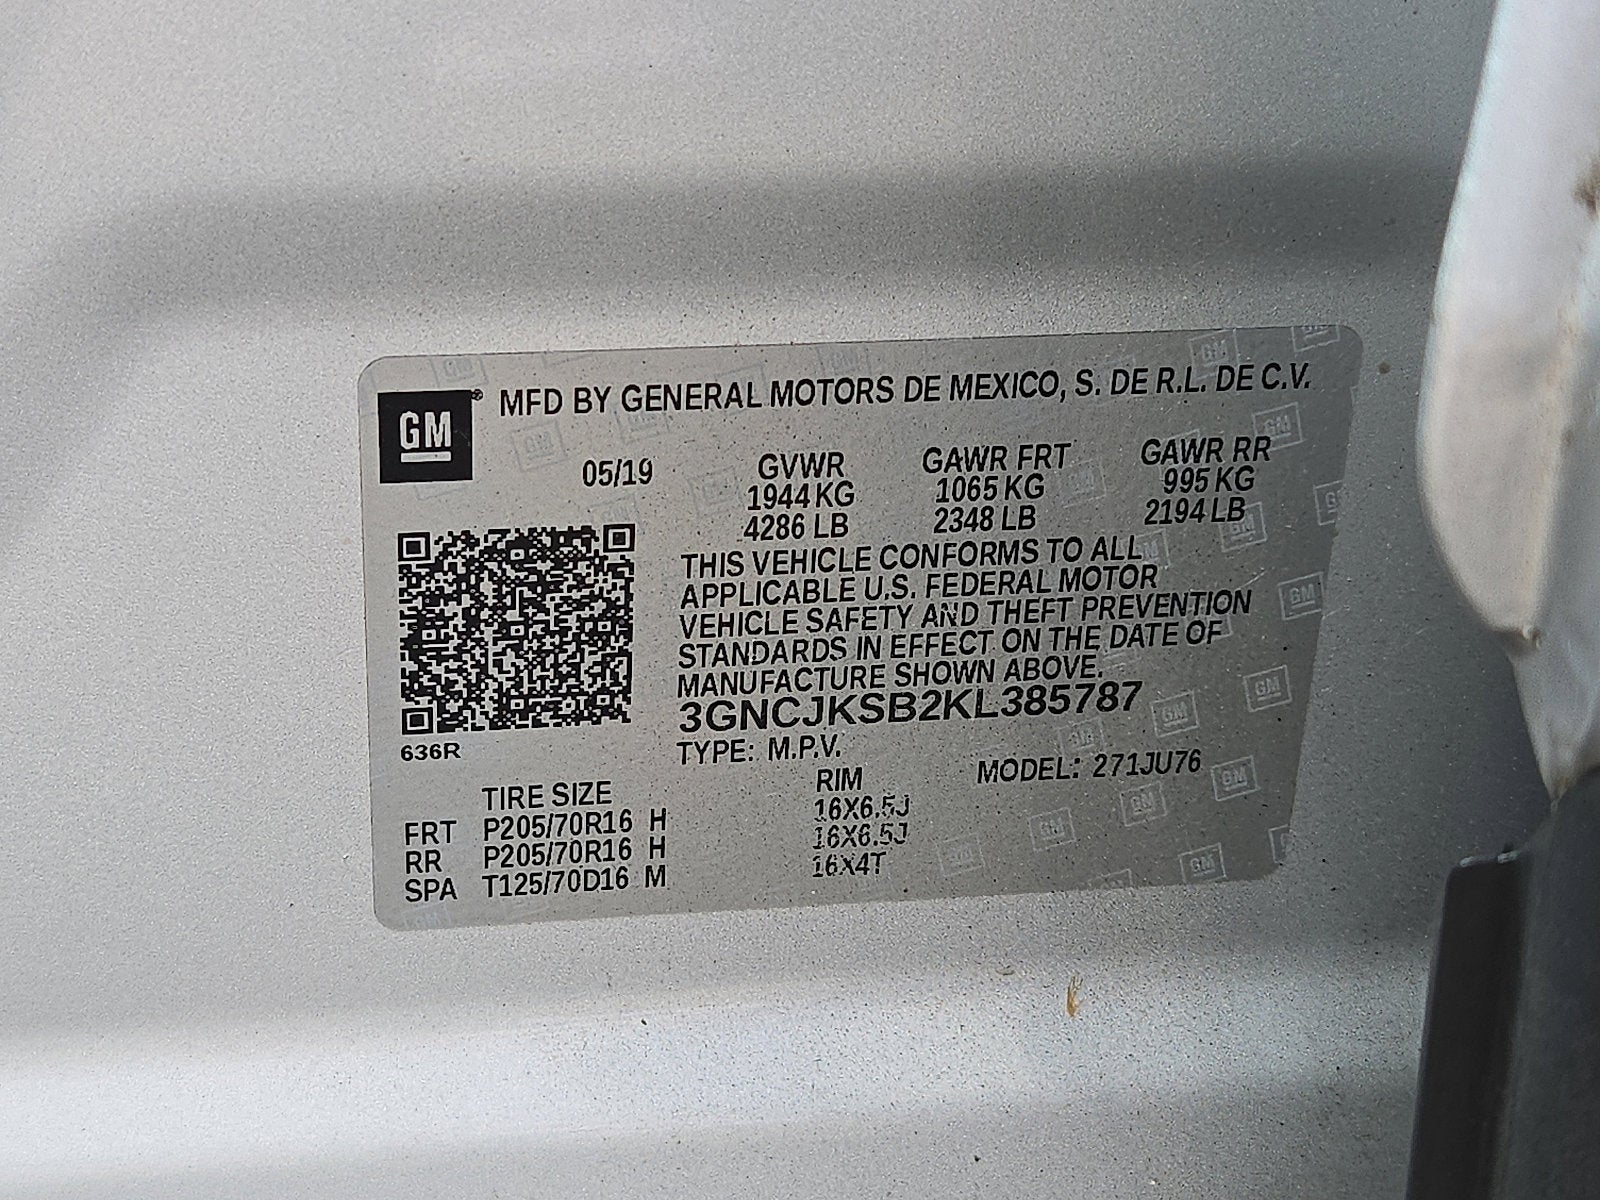 GM
MFD BY GENERAL MOTORS DE MEXICO, S. DE R.L. DE C.V.
05/19 GVWR GAWR FRT GAWR RR
1944 KG 1065 KG 995 KG
4286 LB 2348 LB 2194 LB
THIS VEHICLE CONFORMS TO ALL
APPLICABLE U.S. FEDERAL MOTOR
VEHICLE SAFETY AND THEFT PREVENTION
STANDARDS IN EFFECT ON THE DATE OF
MANUFACTURE SHOWN ABOVE.
3GNCJKSB2KL385787
636R
TYPE: M.P.V. MODEL: 271JU76
TIRE SIZE RIM
FRT P205/70R16 H 16X6.5J
RR P205/70R16 H 16X6.5J
SPA T125/70D16 M 16X4T